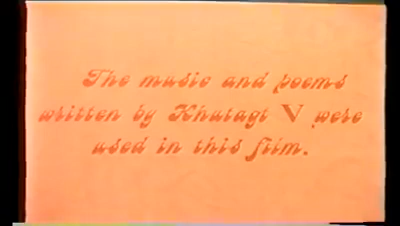 The music and poems
written by Khutagt V were
used in this film.